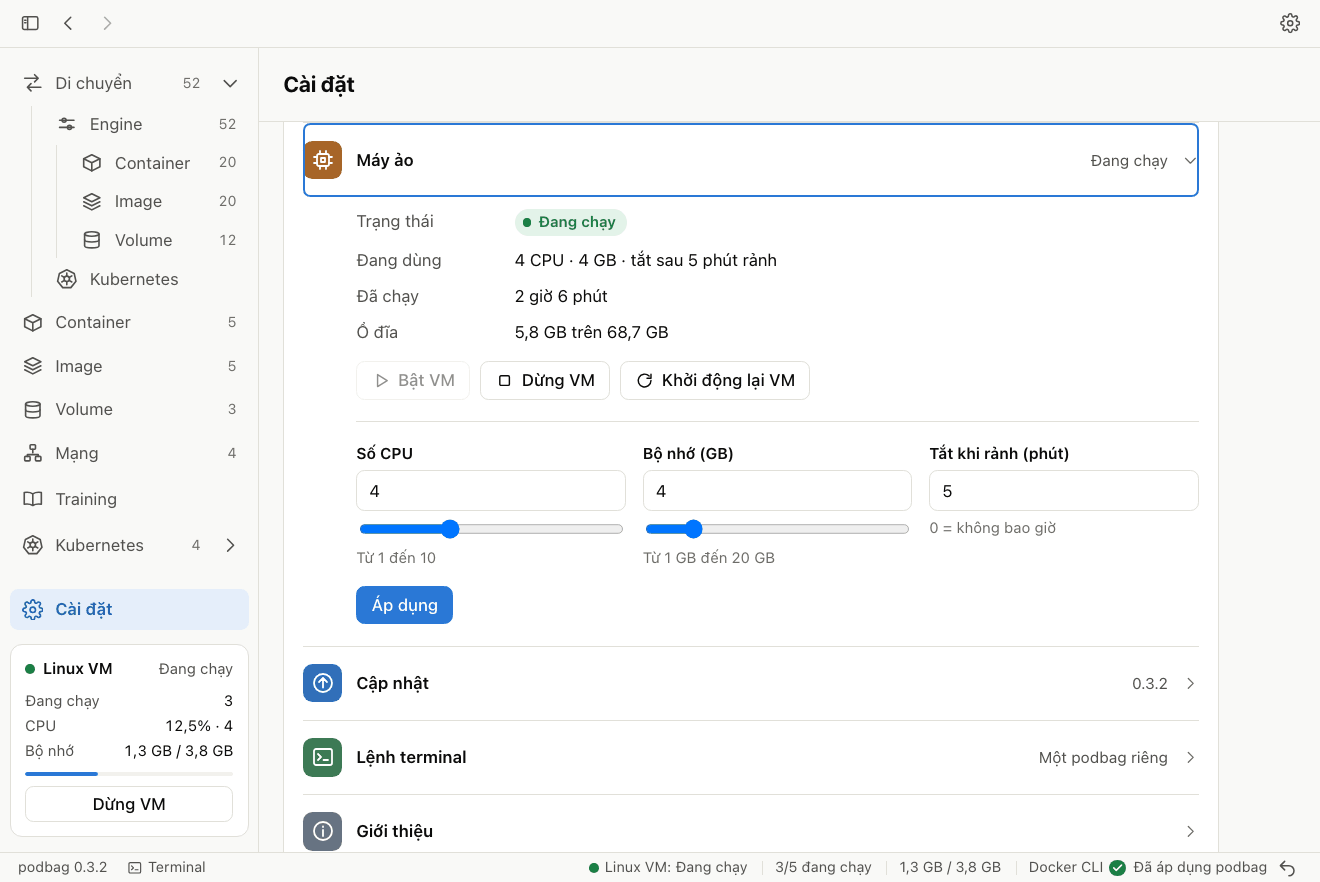 Di chuyển 52
Engine 52
Container 20
Image 20
Volume 12
Kubernetes
Container 5
Image 5
Volume 3
Mạng 4
Training
Kubernetes 4
Cài đặt
Linux VM Đang chạy
Đang chạy 3
CPU 12,5% · 4
Bộ nhớ 1,3 GB / 3,8 GB
Dừng VM
Cài đặt
Máy ảo Đang chạy
Trạng thái Đang chạy
Đang dùng 4 CPU · 4 GB · tắt sau 5 phút rảnh
Đã chạy 2 giờ 6 phút
Ổ đĩa 5,8 GB trên 68,7 GB
Bật VM Dừng VM Khởi động lại VM
Số CPU Bộ nhớ (GB) Tắt khi rảnh (phút)
4 4 5
0 = không bao giờ
Từ 1 đến 10 Từ 1 GB đến 20 GB
Áp dụng
Cập nhật 0.3.2
Lệnh terminal Một podbag riêng
Giới thiệu
podbag 0.3.2 Terminal Linux VM: Đang chạy 3/5 đang chạy 1,3 GB / 3,8 GB Docker CLI Đã áp dụng podbag